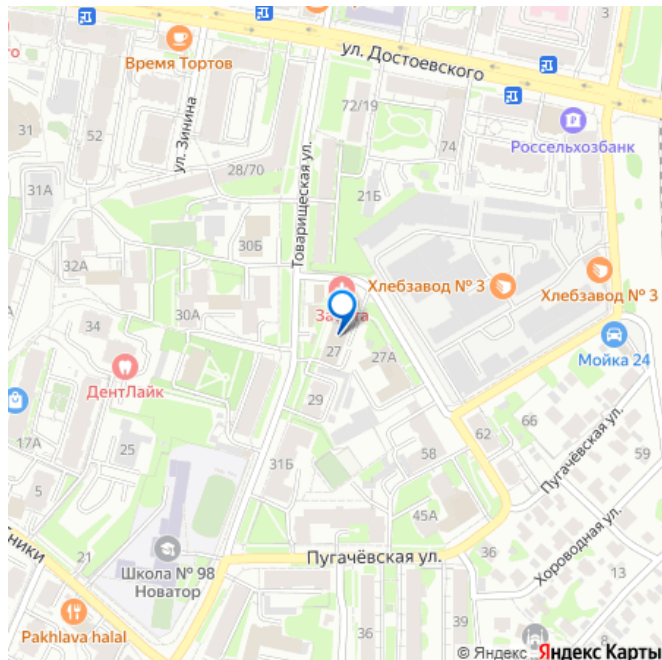 3
ул. Достоевского
Время Тортов
72/19
Россельхозбанк
31
52
ул. Зинина
74
28/70
31А
21Б
Товарищеская ул.
30Б
32А
Хлебзавод № 3
Хлебзавод № 3
30А
34
27
27А
Мойка 24
ДентЛайк
29
66
Пугачёвская ул.
17А
25
62
59
31Б
58
5
45А
Хороводная ул.
21
Пугачёвская ул.
36
Школа № 98
Новатор
13
Pakhlava halal
36
39
© Яндекс Яндекс Карты